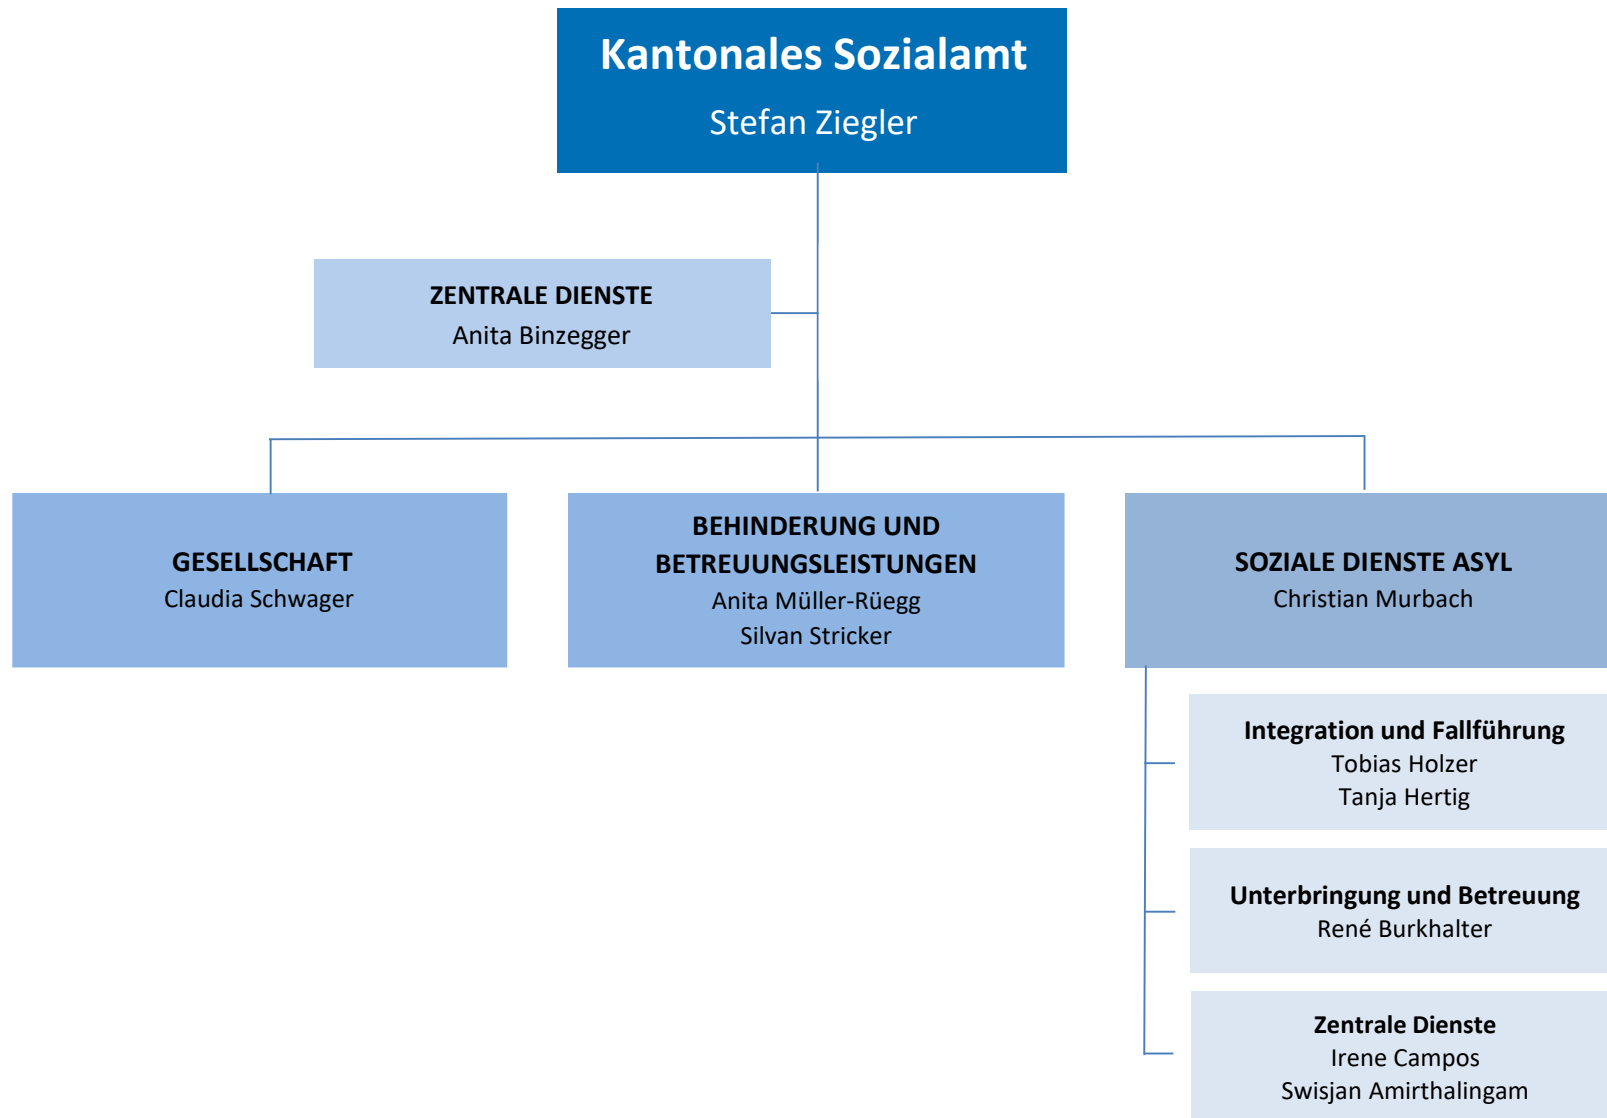 Kantonales Sozialamt
Stefan Ziegler
ZENTRALE DIENSTE
Anita Binzegger
GESELLSCHAFT
Claudia Schwager
BEHINDERUNG UND
BETREUUNGSLEISTUNGEN
Anita Müller-Rüegg
Silvan Stricker
SOZIALE DIENSTE ASYL
Christian Murbach
Integration und Fallführung
Tobias Holzer
Tanja Hertig
Unterbringung und Betreuung
René Burkhalter
Zentrale Dienste
Irene Campos
Swisjan Amirthalingam